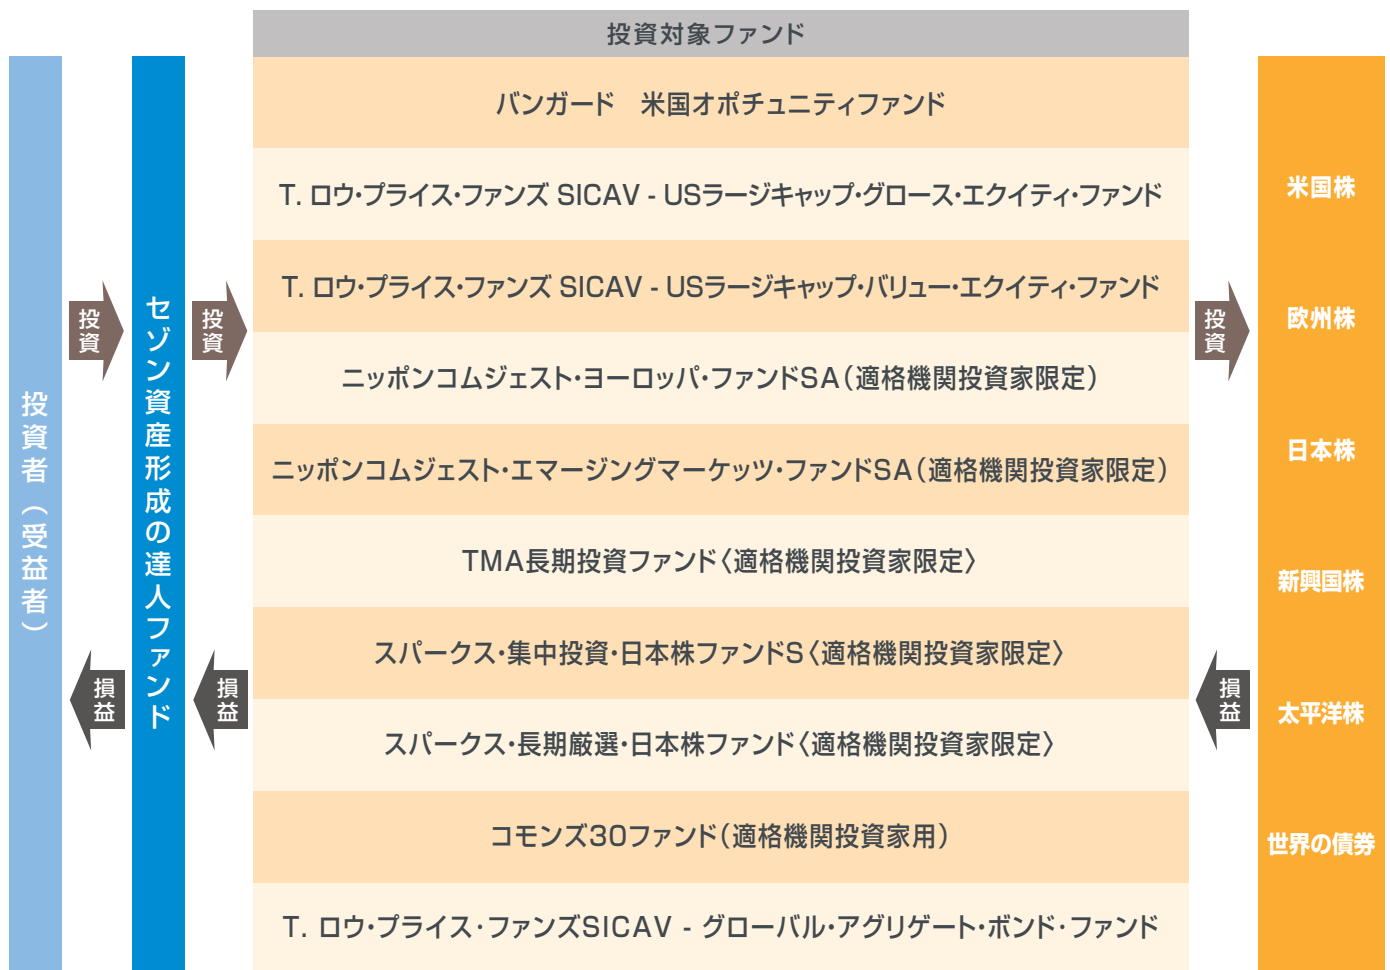 投資者（受益者）
投資
損益
セゾン資産形成の達人ファンド
投資
損益
投資対象ファンド
バンガード　米国オポチュニティファンド
T. ロウ・プライス・ファンズ SICAV - USラージキャップ・グロース・エクイティ・ファンド
T. ロウ・プライス・ファンズ SICAV - USラージキャップ・バリュー・エクイティ・ファンド
ニッポンコムジェスト・ヨーロッパ・ファンドSA（適格機関投資家限定）
ニッポンコムジェスト・エマージングマーケッツ・ファンドSA（適格機関投資家限定）
TMA長期投資ファンド〈適格機関投資家限定〉
スパークス・集中投資・日本株ファンドS〈適格機関投資家限定〉
スパークス・長期厳選・日本株ファンド〈適格機関投資家限定〉
コモンズ30ファンド（適格機関投資家用）
T. ロウ・プライス・ファンズSICAV - グローバル・アグリゲート・ボンド・ファンド
投資
損益
米国株
欧州株
日本株
新興国株
太平洋株
世界の債券